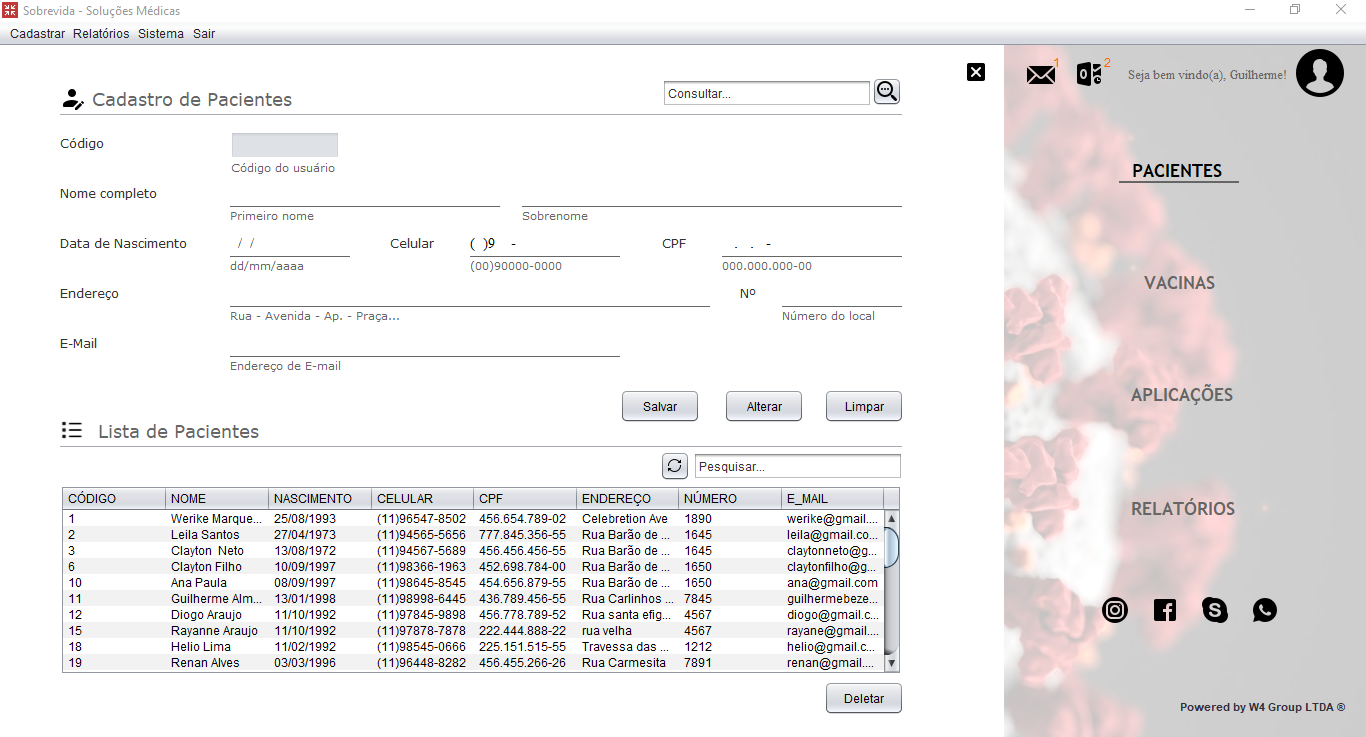 Sobrevida - Soluções Médicas
Cadastrar Relatórios Sistema Sair
1 2 Seja bem vindo(a), Guilherme!
Cadastro de Pacientes Consultar...
Código
Código do usuário
Nome completo
Primeiro nome Sobrenome
Data de Nascimento / / Celular ( )9 - CPF . . -
dd/mm/aaaa (00)90000-0000 000.000.000-00
Endereço Nº
Rua - Avenida - Ap. - Praça... Número do local
E-Mail
Endereço de E-mail
Salvar Alterar Limpar
Lista de Pacientes
Pesquisar...
CÓDIGO NOME NASCIMENTO CELULAR CPF ENDEREÇO NÚMERO E_MAIL
1 Werike Marque... 25/08/1993 (11)96547-8502 456.654.789-02 Celebretion Ave 1890 werike@gmail....
2 Leila Santos 27/04/1973 (11)94565-5656 777.845.356-55 Rua Barão de ... 1645 leila@gmail.co...
3 Clayton Neto 13/08/1972 (11)94567-5689 456.456.456-55 Rua Barão de ... 1645 claytonneto@g...
6 Clayton Filho 10/09/1997 (11)98366-1963 452.698.784-00 Rua Barão de ... 1650 claytonfilho@g...
10 Ana Paula 08/09/1997 (11)98645-8545 454.656.879-55 Rua Barão de ... 1650 ana@gmail.com
11 Guilherme Alm... 13/01/1998 (11)98998-6445 436.789.456-55 Rua Carlinhos ... 7845 guilhermebeze...
12 Diogo Araujo 11/10/1992 (11)97845-9898 456.778.789-52 Rua santa efig... 4567 diogo@gmail.c...
15 Rayanne Araujo 11/10/1992 (11)97878-7878 222.444.888-22 rua velha 4567 rayane@gmail....
18 Helio Lima 11/02/1992 (11)98545-0666 225.151.515-55 Travessa das ... 1212 helio@gmail.c...
19 Renan Alves 03/03/1996 (11)96448-8282 456.455.266-26 Rua Carmesita 7891 renan@gmail....
Deletar
PACIENTES
VACINAS
APLICAÇÕES
RELATÓRIOS
Powered by W4 Group LTDA ®